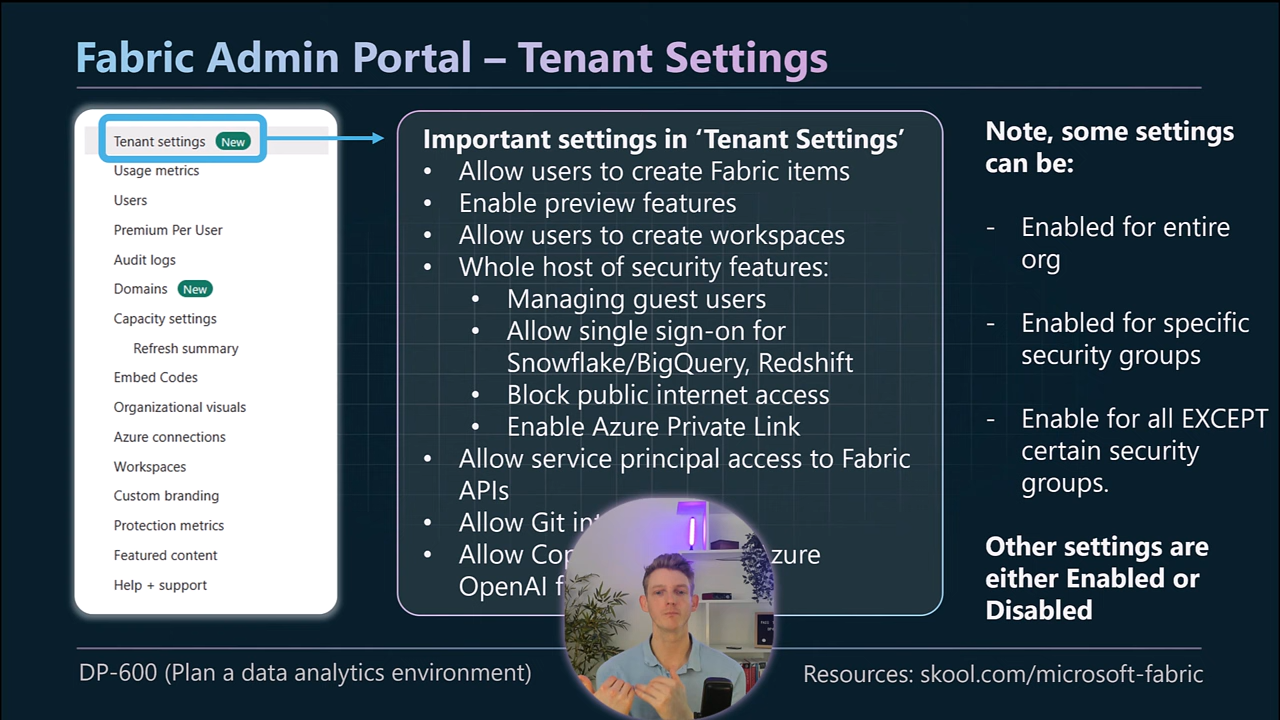 Fabric Admin Portal – Tenant Settings
Tenant settings New
Usage metrics
Users
Premium Per User
Audit logs
Domains New
Capacity settings
Refresh summary
Embed Codes
Organizational visuals
Azure connections
Workspaces
Custom branding
Protection metrics
Featured content
Help + support
Important settings in ‘Tenant Settings’
• Allow users to create Fabric items
• Enable preview features
• Allow users to create workspaces
• Whole host of security features:
• Managing guest users
• Allow single sign-on for
Snowflake/BigQuery, Redshift
• Block public internet access
• Enable Azure Private Link
• Allow service principal access to Fabric
APIs
• Allow Git
• Allow
OpenAI
Note, some settings
can be:
- Enabled for entire
org
- Enabled for specific
security groups
- Enable for all EXCEPT
certain security
groups.
Other settings are
either Enabled or
Disabled
DP-600 (Plan a data analytics environment)
Resources: skool.com/microsoft-fabric